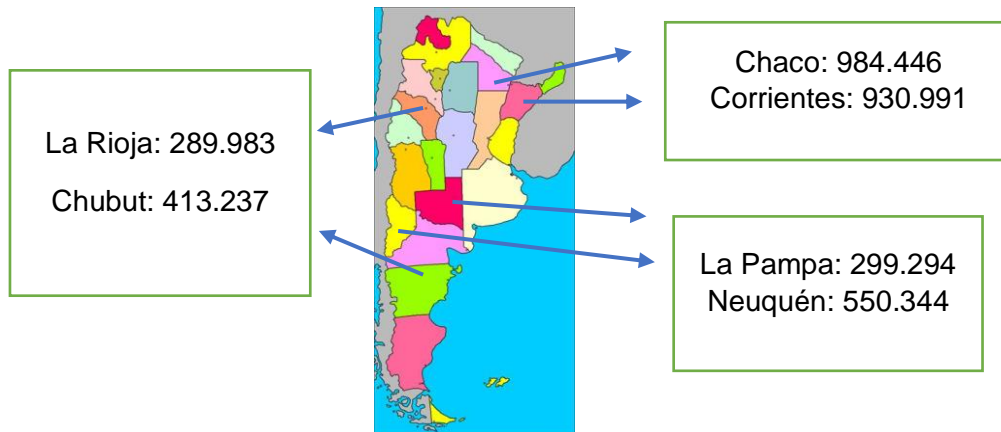 La Rioja: 289.983
Chubut: 413.237
Chaco: 984.446
Corrientes: 930.991
La Pampa: 299.294
Neuquén: 550.344